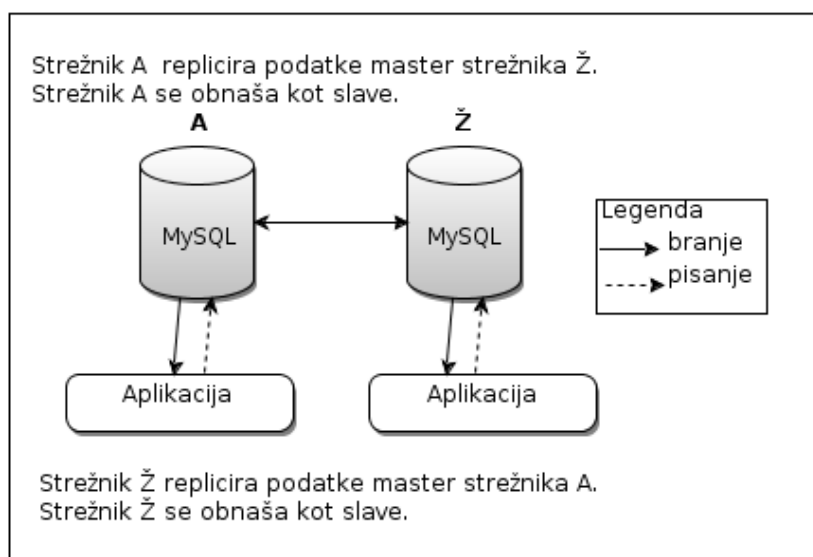 Strežnik A  replicira podatke master strežnika Ž.
Strežnik A se obnaša kot slave.
A
Ž
MySQL
MySQL
Legenda
branje
pisanje
Aplikacija
Aplikacija
Strežnik Ž replicira podatke master strežnika A.
Strežnik Ž se obnaša kot slave.